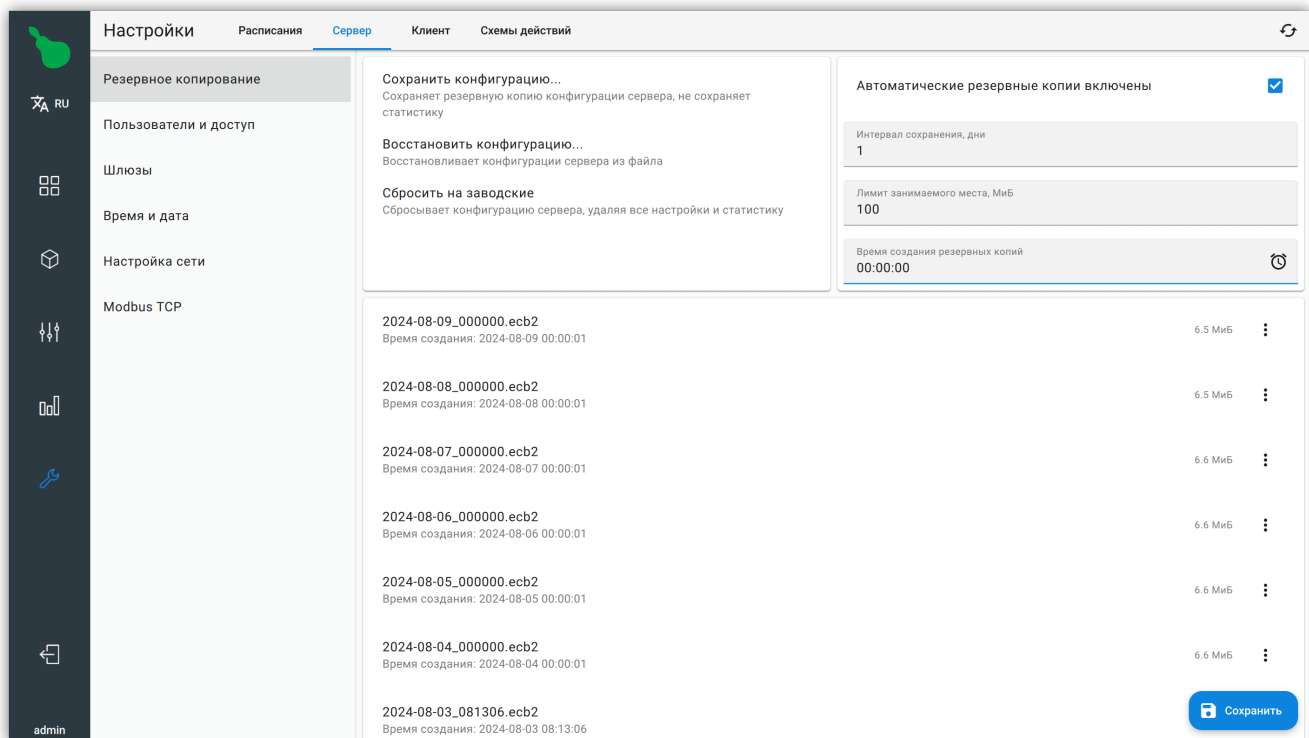 Настройки
Расписания
Сервер
Клиент
Схемы действий
RU
Резервное копирование
Пользователи и доступ
Шлюзы
Время и дата
Настройка сети
Modbus TCP
admin
Сохранить конфигурацию...
Сохраняет резервную копию конфигурации сервера, не сохраняет
статистику
Восстановить конфигурацию...
Восстановливает конфигурации сервера из файла
Сбросить на заводские
Сбрасывает конфигурацию сервера, удаляя все настройки и статистику
Автоматические резервные копии включены
Интервал сохранения, дни
1
Лимит занимаемого места, МиБ
100
Время создания резервных копий
00:00:00
2024-08-09_000000.ecb2
Время создания: 2024-08-09 00:00:01
6.5 МиБ
2024-08-08_000000.ecb2
Время создания: 2024-08-08 00:00:01
6.5 МиБ
2024-08-07_000000.ecb2
Время создания: 2024-08-07 00:00:01
6.6 МиБ
2024-08-06_000000.ecb2
Время создания: 2024-08-06 00:00:01
6.6 МиБ
2024-08-05_000000.ecb2
Время создания: 2024-08-05 00:00:01
6.6 МиБ
2024-08-04_000000.ecb2
Время создания: 2024-08-04 00:00:01
6.6 МиБ
2024-08-03_081306.ecb2
Время создания: 2024-08-03 08:13:06
Сохранить